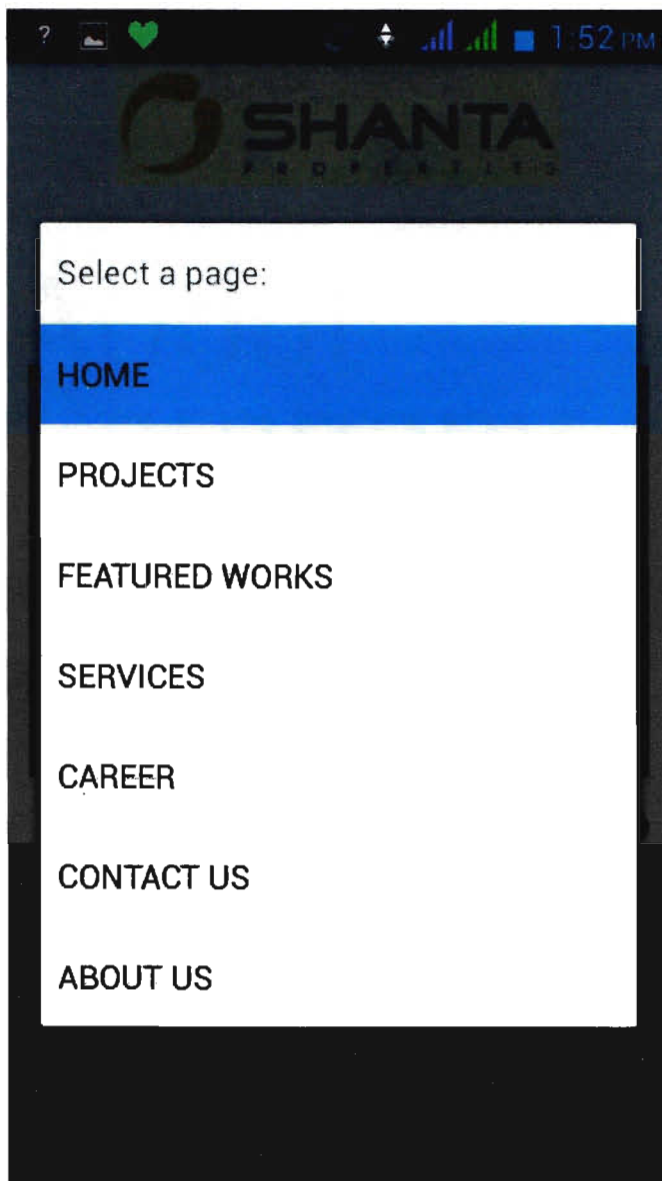 ? 1:52 PM
SHANTA
PROPERTIES
Select a page:
HOME
PROJECTS
FEATURED WORKS
SERVICES
CAREER
CONTACT US
ABOUT US